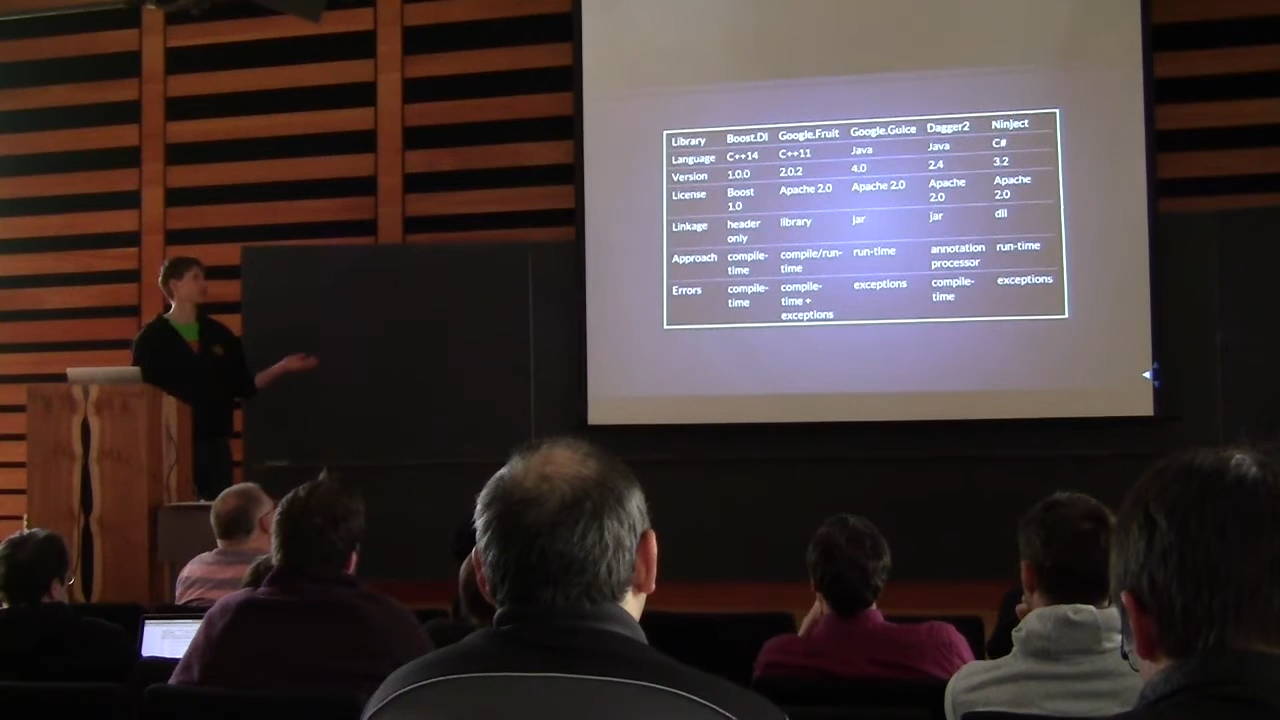 Library Boost.DI Google.Fruit Google.Guice Dagger2 Ninject
Language C++14 C++11 Java Java C#
Version 1.0.0 2.0.2 4.0 2.4 3.2
License Boost 1.0 Apache 2.0 Apache 2.0 Apache 2.0 Apache 2.0
Linkage header only library jar jar dll
Approach compile-time compile/run-time run-time annotation processor run-time
Errors compile-time compile-time + exceptions exceptions compile-time exceptions